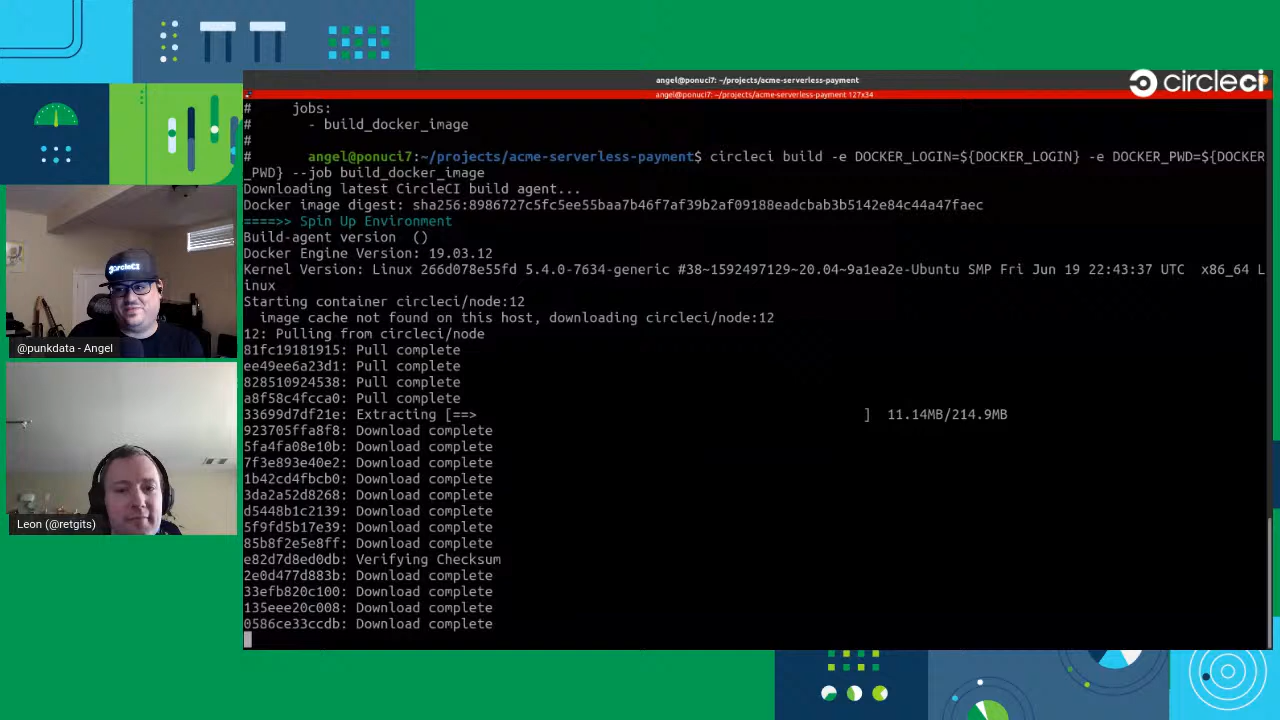 angel@ponuci7: ~/projects/acme-serverless-payment
angel@ponuci7: ~/projects/acme-serverless-payment 127x34
circleci
#     jobs:
#       - build_docker_image
#
#       angel@ponuci7:~/projects/acme-serverless-payment$ circleci build -e DOCKER_LOGIN=${DOCKER_LOGIN} -e DOCKER_PWD=${DOCKER
_PWD} --job build_docker_image
Downloading latest CircleCI build agent...
Docker image digest: sha256:8986727c5fc5ee55baa7b46f7af39b2af09188eadcbab3b5142e84c44a47faec
====>> Spin Up Environment
Build-agent version  ()
Docker Engine Version: 19.03.12
Kernel Version: Linux 266d078e55fd 5.4.0-7634-generic #38~1592497129~20.04~9a1ea2e-Ubuntu SMP Fri Jun 19 22:43:37 UTC  x86_64 L
inux
Starting container circleci/node:12
  image cache not found on this host, downloading circleci/node:12
12: Pulling from circleci/node
81fc19181915: Pull complete
ee49ee6a23d1: Pull complete
828510924538: Pull complete
a8f58c4fcca0: Pull complete
33699d7df21e: Extracting [==>                                                ]  11.14MB/214.9MB
923705ffa8f8: Download complete
5fa4fa08e10b: Download complete
7f3e893e40e2: Download complete
1b42cd4fbcb0: Download complete
3da2a52d8268: Download complete
d5448b1c2139: Download complete
5f9fd5b17e39: Download complete
85b8f2e5e8ff: Download complete
e82d7d8ed0db: Verifying Checksum
2e0d477d883b: Download complete
33efb820c100: Download complete
135eee20c008: Download complete
0586ce33ccdb: Download complete
circleci
@punkdata - Angel
Leon (@retgits)